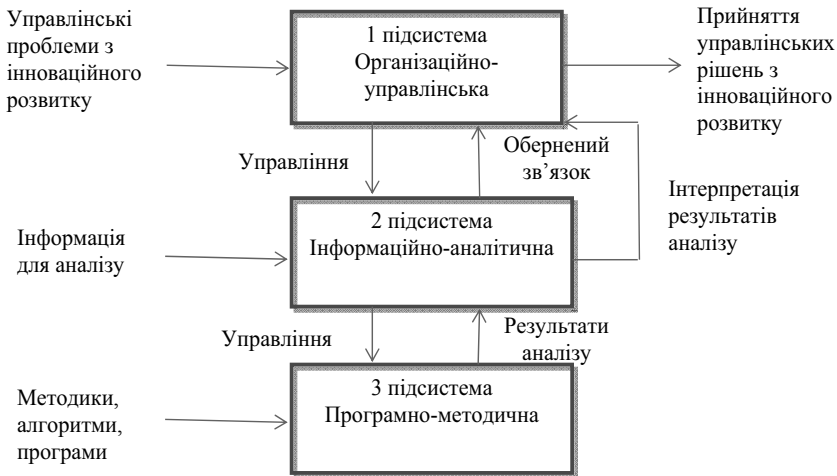 Управлінські
проблеми з
інноваційного
розвитку
1 підсистема
Організаційно-
управлінська
Прийняття
управлінських
рішень з
інноваційного
розвитку
Управління
Обернений
зв’язок
Інтерпретація
результатів
аналізу
Інформація
для аналізу
2 підсистема
Інформаційно-аналітична
Управління
Результати
аналізу
Методики,
алгоритми,
програми
3 підсистема
Програмно-методична